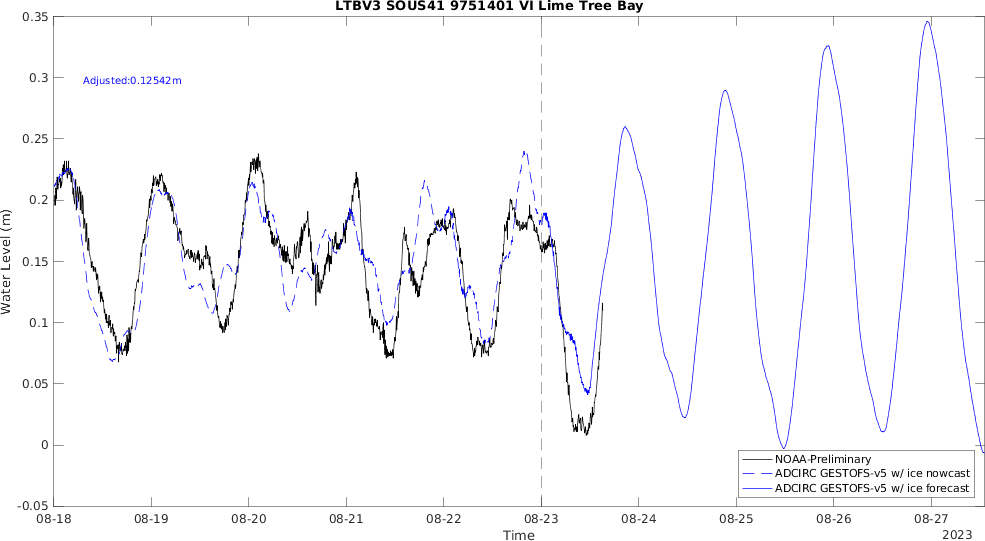 LTBV3 SOUS41 9751401 VI Lime Tree Bay
0.35
0.3
0.25
0.2
0.15
0.1
0.05
0
-0.05
Water Level (m)
Adjusted:0.12542m
NOAA-Preliminary
ADCIRC GESTOFS-v5 w/ ice nowcast
ADCIRC GESTOFS-v5 w/ ice forecast
08-18 08-19 08-20 08-21 08-22 08-23 08-24 08-25 08-26 08-27
Time
2023